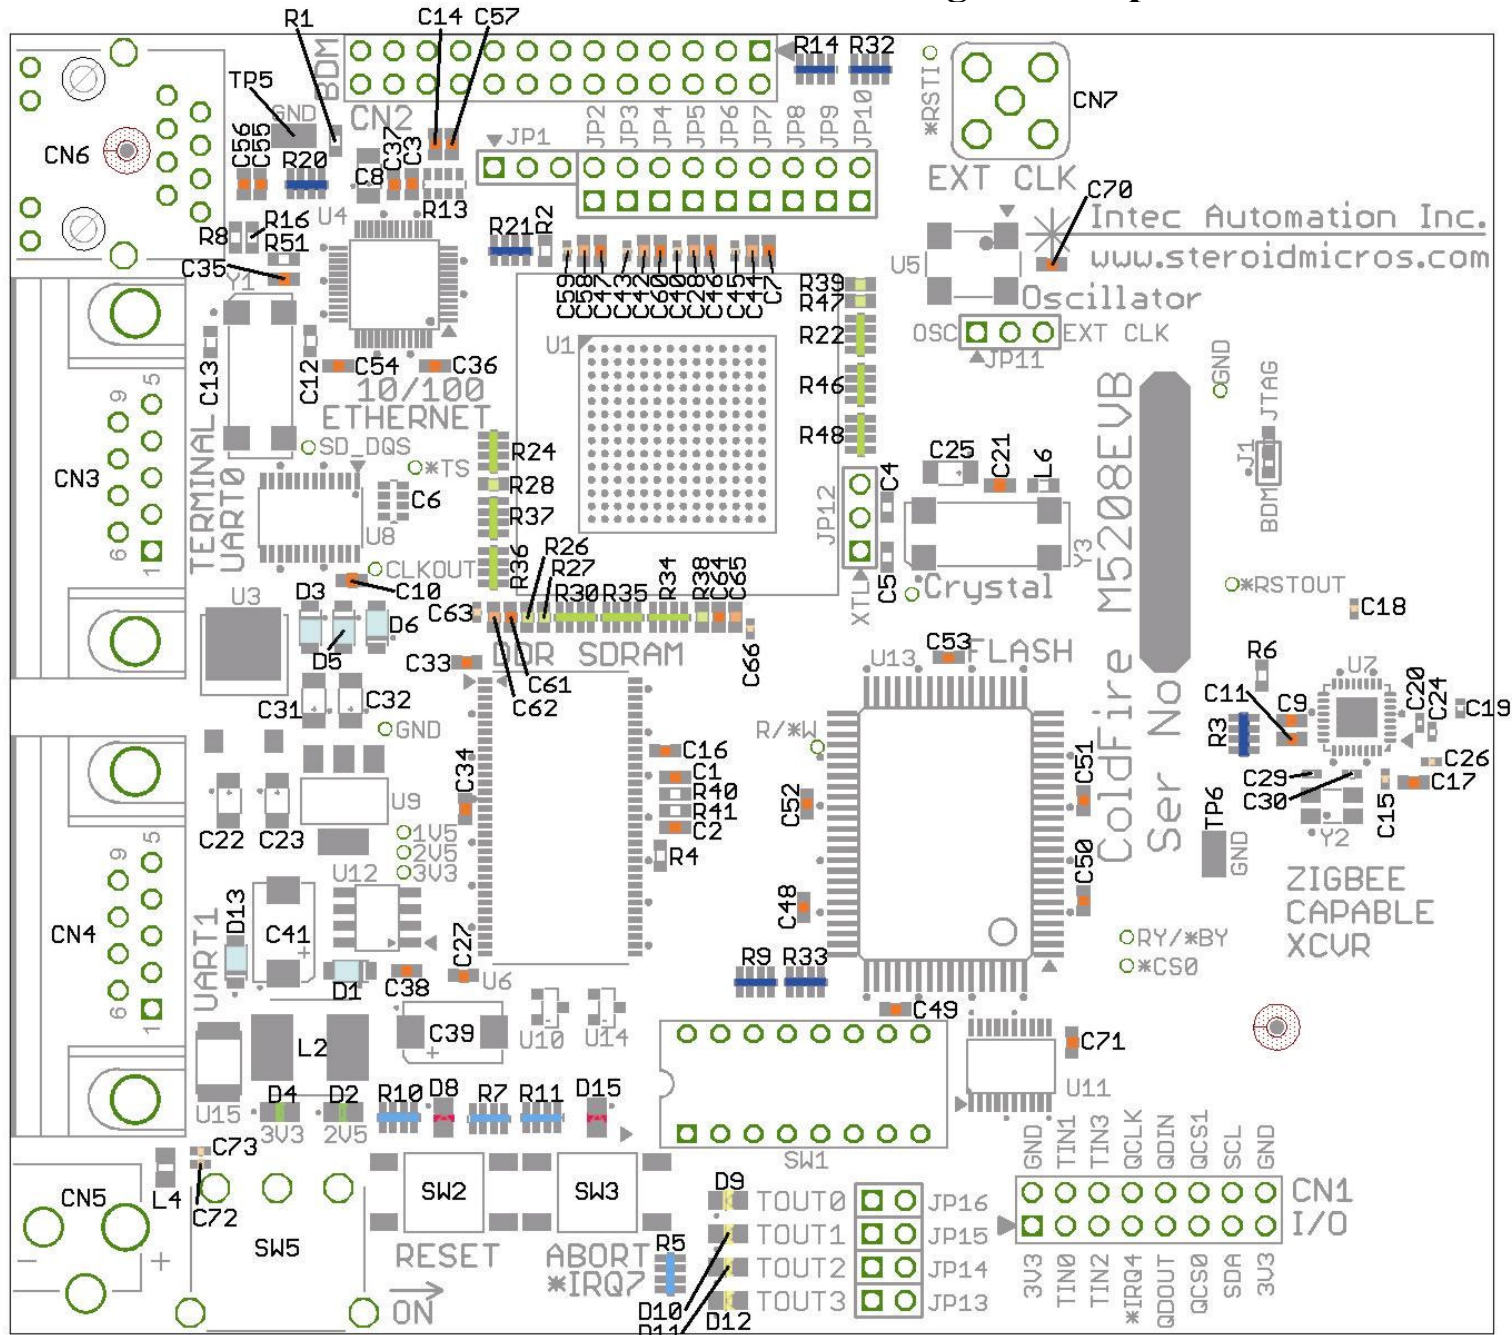 R1
C14
C57
BDM
R14
R32
*RSTI
CN7
TP5
GND
CN2
CN6
C56
C55
R20
C8
C37
C3
R13
JP1
JP2
JP3
JP4
JP5
JP6
JP7
JP8
JP9
JP10
EXT CLK
C70
Intec Automation Inc.
www.steroidmicros.com
U4
R8
R16
R51
C35
Y1
R21
R2
U5
Oscillator
C59
C58
C47
C43
C42
C60
C40
C28
C46
C45
C44
C7
R39
R47
R22
R46
R48
OSC
EXT CLK
JP11
U1
C13
C12
C54
C36
10/100
ETHERNET
GND
JTAG
J1
BDM
9
5
CN3
6
1
TERMINAL
UART0
SD_DQS
*TS
R24
R28
R37
R36
C6
U8
CLKOUT
C10
C25
C21
L6
C4
JP12
C5
XTL
Crystal
Y3
M5208EVB
ColdFire
Ser No
*RSTOUT
U3
D3
D5
D6
R26
R27
R30
R35
R34
R38
C64
C65
C63
C66
C33
DDR SDRAM
C61
C62
C53
U13
FLASH
C18
R6
U7
C11
C9
R3
C20
C24
C19
C31
C32
GND
R/*W
C34
C16
C1
R40
R41
C2
R4
C52
C51
C29
C30
C15
C26
C17
Y2
TP6
GND
C22
C23
U9
1V5
2V5
3V3
U12
C48
C50
ZIGBEE
CAPABLE
XCVR
9
5
CN4
6
1
UART1
D13
C41
+
D1
C38
C27
U6
R9
R33
RY/*BY
*CS0
C39
+
U10
U14
C49
C71
U11
L2
U15
D4
3V3
D2
2V5
R10
D8
R7
R11
D15
SW1
C73
C72
L4
CN5
-
+
SW5
SW2
RESET
ON
SW3
ABORT
*IRQ7
R5
D9
D10
D11
D12
TOUT0
TOUT1
TOUT2
TOUT3
JP16
JP15
JP14
JP13
GND
TIN1
TIN3
QCLK
QDIN
QCS1
SCL
GND
CN1
I/O
3V3
TIN0
TIN2
*IRQ4
QDOUT
QCS0
SDA
3V3